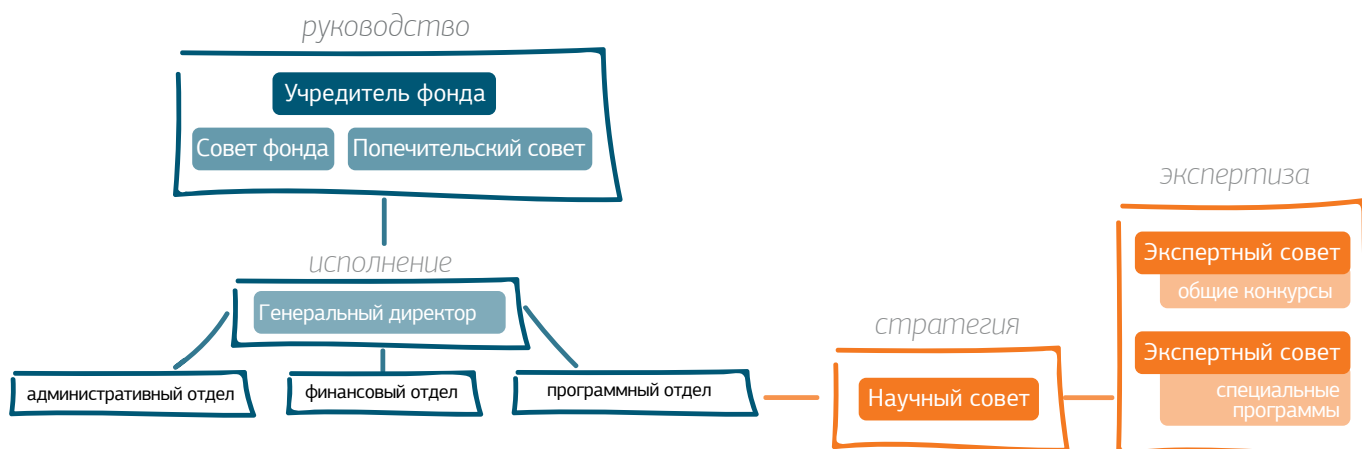 руководство
Учредитель фонда
Совет фонда
Попечительский совет
экспертиза
Экспертный совет
общие конкурсы
исполнение
Генеральный директор
стратегия
Экспертный совет
специальные
программы
административный отдел
финансовый отдел
программный отдел
Научный совет